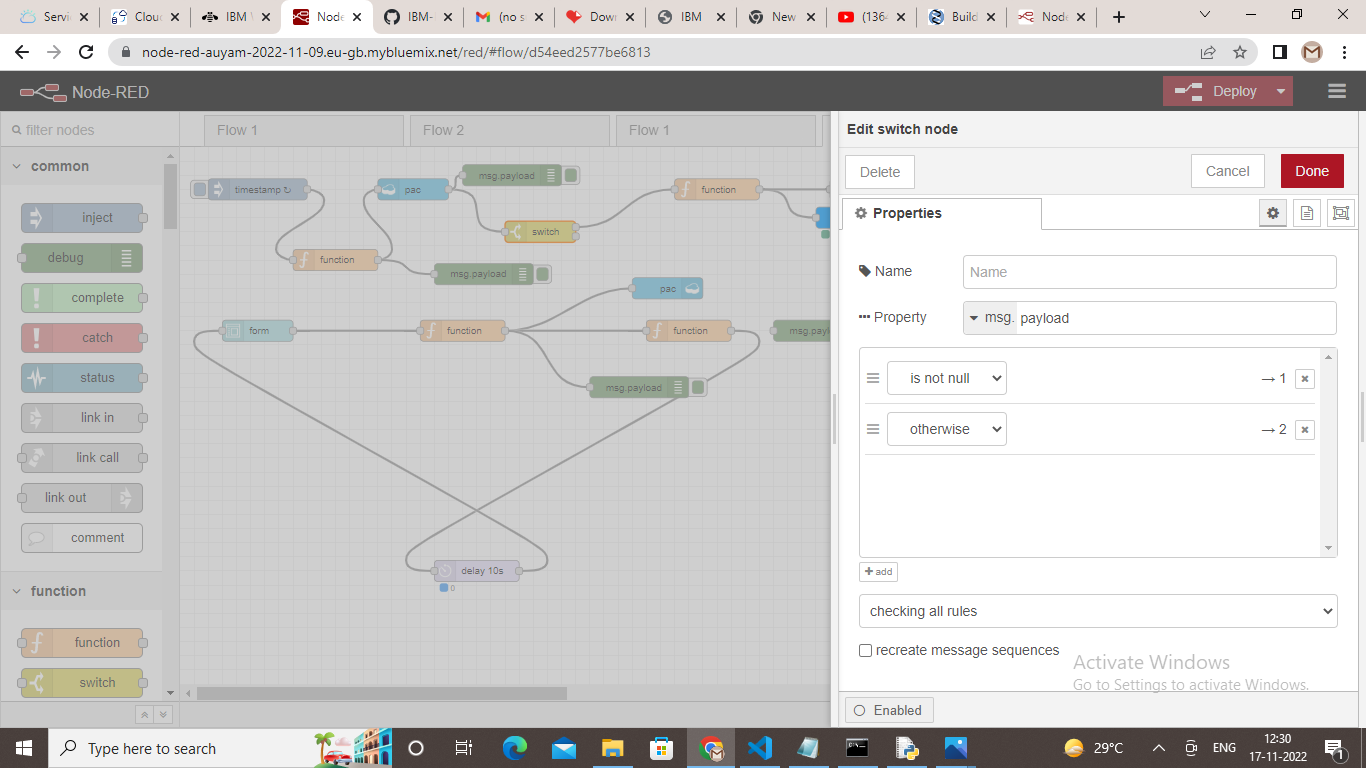 Servi
Clou
IBM
Node
IBM-
(no s
Dow
IBM
New
(136
Build
Node
node-red-auyam-2022-11-09.eu-gb.mybluemix.net/red/#flow/d54eed2577be6813
Node-RED
Deploy
filter nodes
Flow 1
Flow 2
Flow 1
Edit switch node
Delete
Cancel
Done
Properties
Name
Name
Property
msg. payload
is not null
→ 1
otherwise
→ 2
add
checking all rules
recreate message sequences
Enabled
common
inject
debug
complete
catch
status
link in
link call
link out
comment
function
function
switch
timestamp ↻
pac
msg.payload
function
switch
function
msg.payload
pac
form
function
function
msg.payl
msg.payload
delay 10s
0
Activate Windows
Go to Settings to activate Windows.
Type here to search
29°C
ENG
12:30
17-11-2022
1